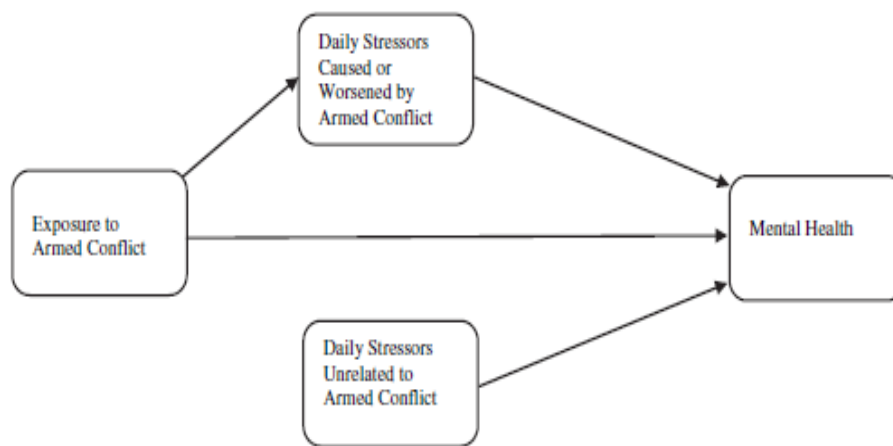 Daily Stressors
Caused or
Worsened by
Armed Conflict
Exposure to
Armed Conflict
Mental Health
Daily Stressors
Unrelated to
Armed Conflict